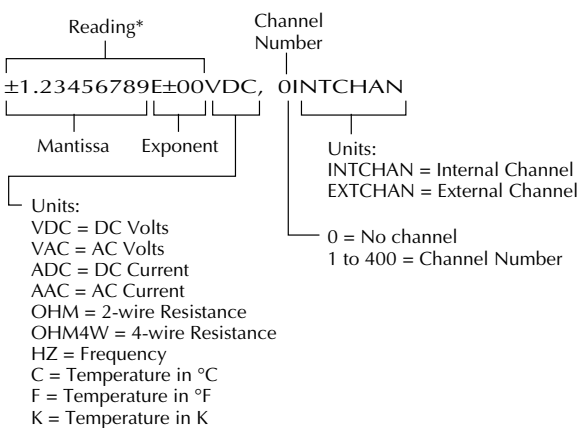 Reading*
Channel
Number
±1.23456789E±00VDC, 0INTCHAN
Mantissa
Exponent
Units:
INTCHAN = Internal Channel
EXTCHAN = External Channel
0 = No channel
1 to 400 = Channel Number
Units:
VDC = DC Volts
VAC = AC Volts
ADC = DC Current
AAC = AC Current
OHM = 2-wire Resistance
OHM4W = 4-wire Resistance
HZ = Frequency
C = Temperature in °C
F = Temperature in °F
K = Temperature in K